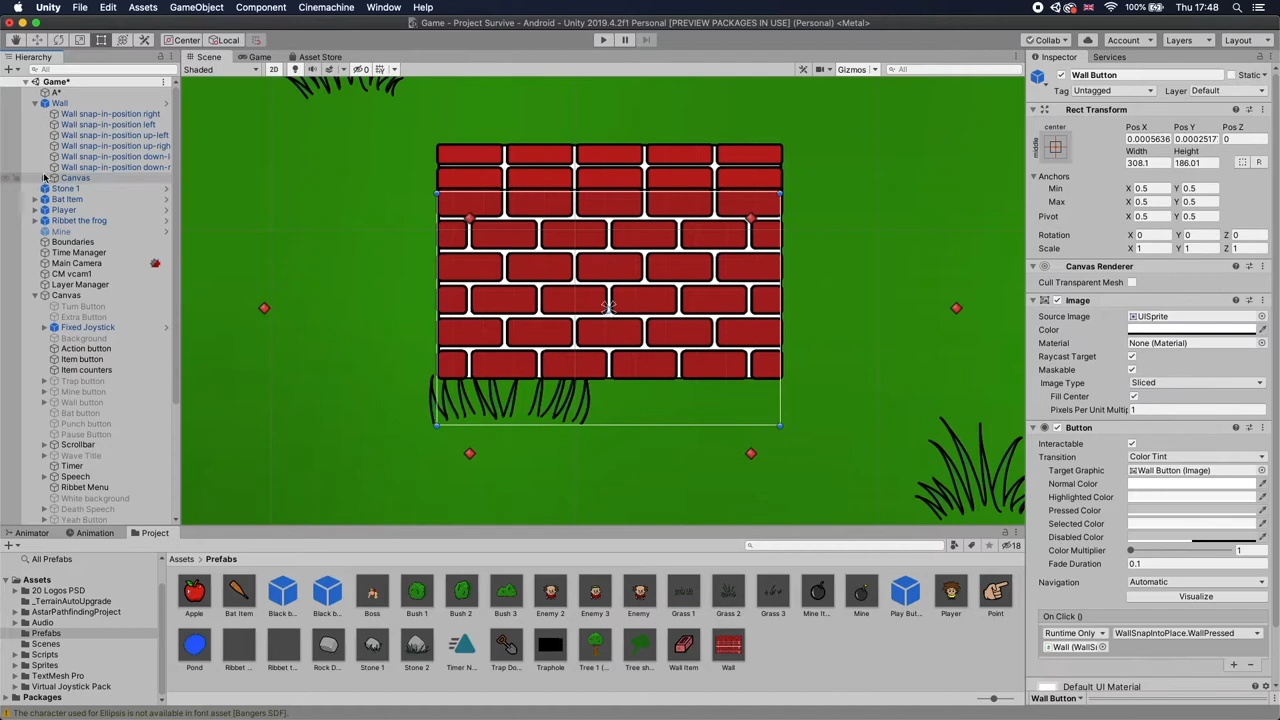 Unity File Edit Assets GameObject Component Cinemachine Window Help 100% Thu 17:48
Game - Project Survive - Android - Unity 2019.4.2f1 Personal [PREVIEW PACKAGES IN USE] (Personal) <Metal>
Center Local Collab Account Layers Layout
Hierarchy
All
Game*
A*
Wall
Wall snap-in-position right
Wall snap-in-position left
Wall snap-in-position up-left
Wall snap-in-position up-righ
Wall snap-in-position down-l
Wall snap-in-position down-r
Canvas
Stone 1
Bat Item
Player
Ribbet the frog
Mine
Boundaries
Time Manager
Main Camera
CM vcam1
Layer Manager
Canvas
Turn Button
Extra Button
Fixed Joystick
Background
Action button
Item button
Item counters
Trap button
Mine button
Wall button
Bat button
Punch button
Pause Button
Scrollbar
Wave Title
Timer
Speech
Ribbet Menu
White background
Death Speech
Yeah Button
Scene Game Asset Store
Shaded 2D 0 Gizmos All
Inspector Services
Wall Button Static
Tag Untagged Layer Default
Rect Transform
center Pos X Pos Y Pos Z
middle 0.0005636 0.0025177 0
Width Height
308.1 186.01 R
Anchors
Min X 0.5 Y 0.5
Max X 0.5 Y 0.5
Pivot X 0.5 Y 0.5
Rotation X 0 Y 0 Z 0
Scale X 1 Y 1 Z 1
Canvas Renderer
Cull Transparent Mesh
Image
Source Image UISprite
Color
Material None (Material)
Raycast Target
Maskable
Image Type Sliced
Fill Center
Pixels Per Unit Multip 1
Button
Interactable
Transition Color Tint
Target Graphic Wall Button (Image)
Normal Color
Highlighted Color
Pressed Color
Selected Color
Disabled Color
Color Multiplier 1
Fade Duration 0.1
Navigation Automatic
Visualize
On Click ()
Runtime Only WallSnapIntoPlace.WallPressed
Wall (WallS
Default UI Material
Wall Button
Animator Animation Project
18
All Prefabs
Assets
20 Logos PSD
_TerrainAutoUpgrade
AstarPathfindingProject
Audio
Prefabs
Scenes
Scripts
Sprites
TextMesh Pro
Virtual Joystick Pack
Packages
Assets > Prefabs
Apple Bat Item Black b... Black b... Boss Bush 1 Bush 2 Bush 3 Enemy 2 Enemy 3 Enemy Grass 1 Grass 2 Grass 3 Mine It... Mine Play But... Player Point
Pond Ribbet ... Ribbet t... Rock D... Stone 1 Stone 2 Timer N... Trap Do... Traphole Tree 1 (... Tree sh... Wall Item Wall
The character used for Ellipsis is not available in font asset [Bangers SDF].